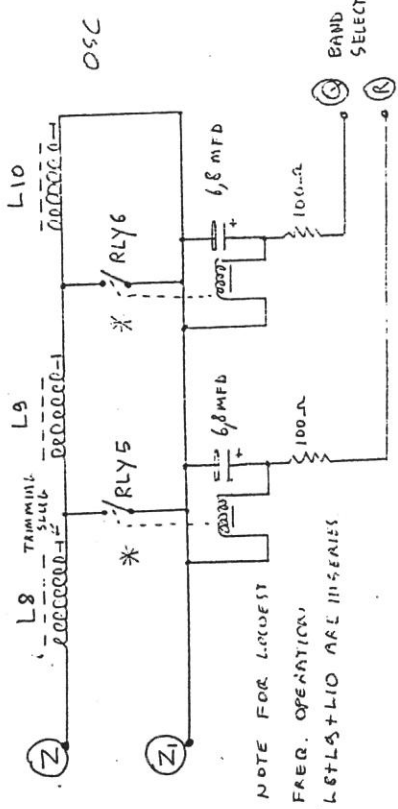 OSC
L8
L9
L10
TRIMMING
SLUG
RLY5
RLY6
*
*
Z
Z1
6,8 MFD
6,8 MFD
100Ω
100Ω
BAND
SELECT
Q
R
NOTE FOR LOWEST
FREQ. OPERATION,
L8+L9+L10 ARE IN SERIES